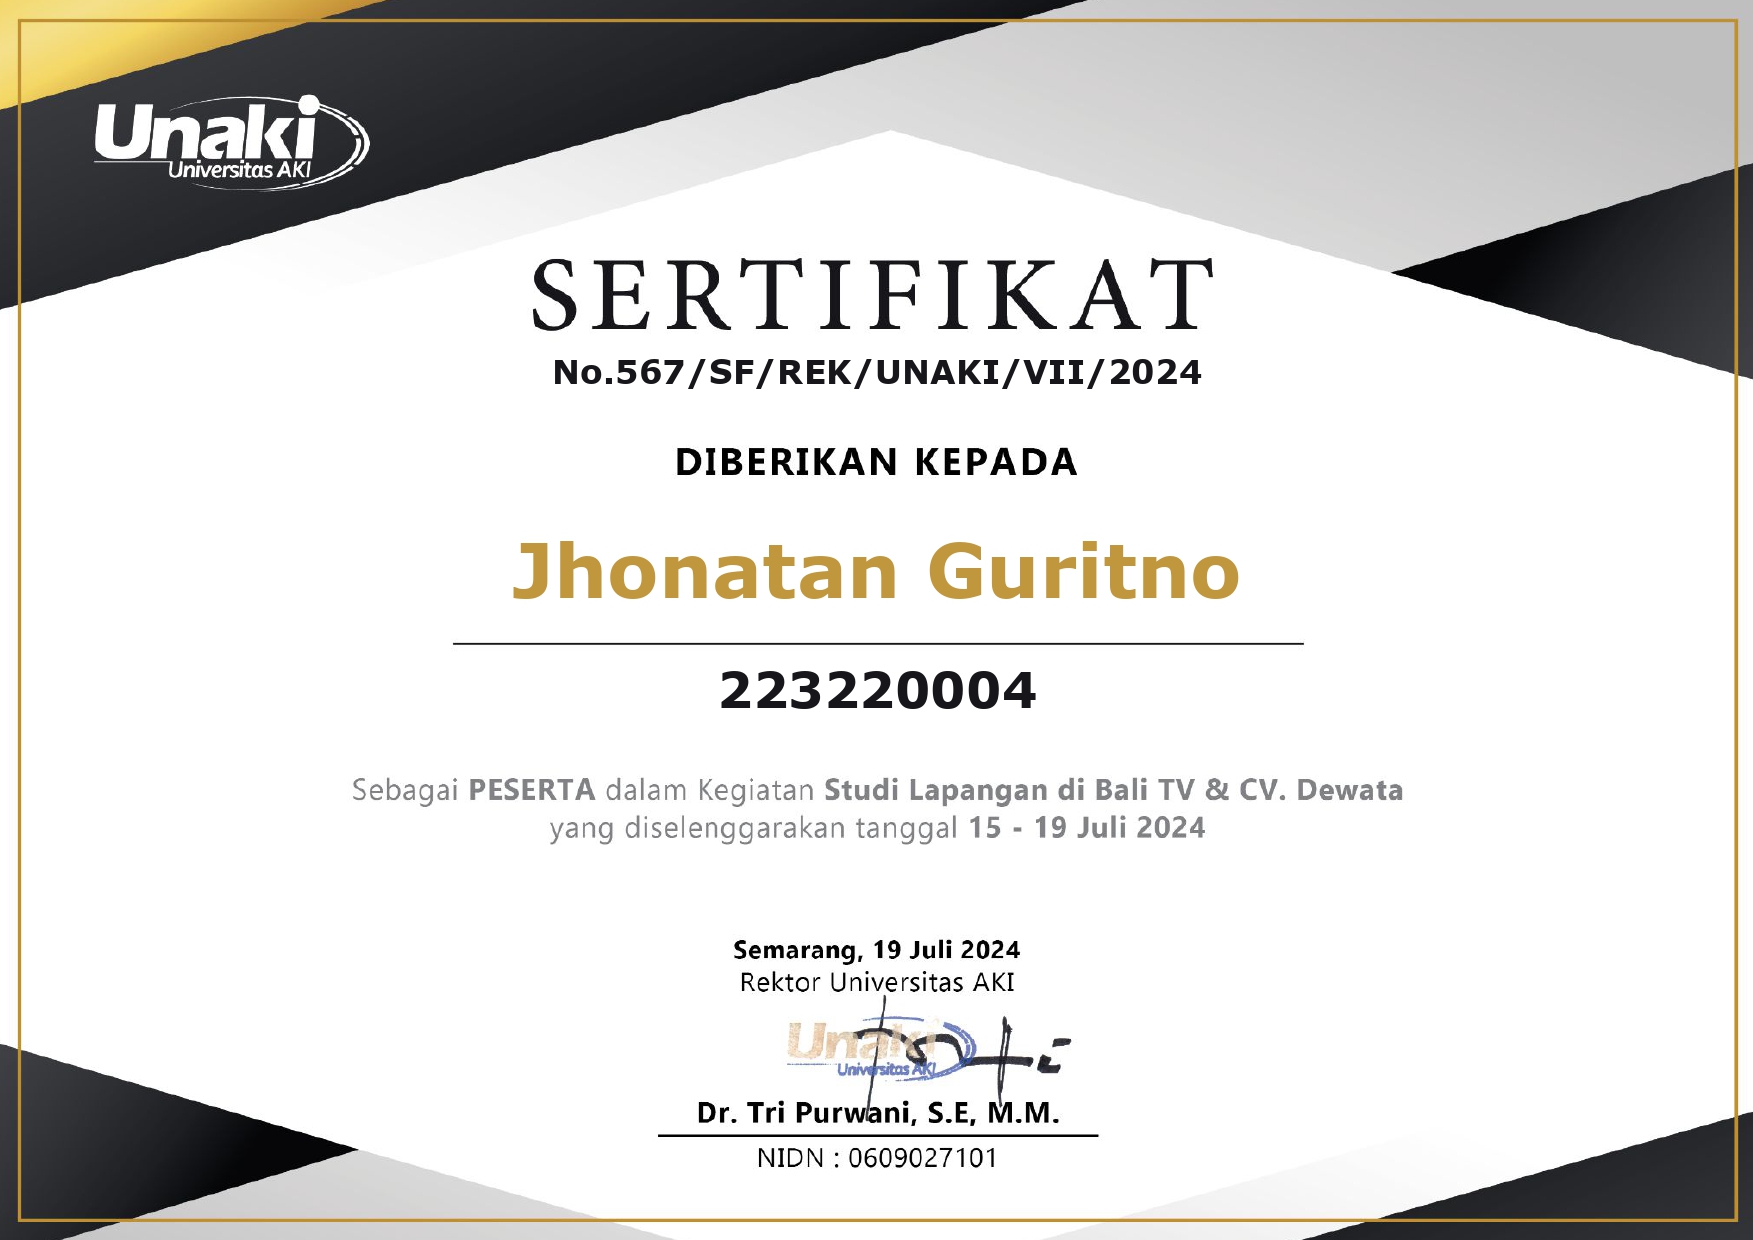 Unaki
Universitas AKI
SERTIFIKAT
No.567/SF/REK/UNAKI/VII/2024
DIBERIKAN KEPADA
Jhonatan Guritno
223220004
Sebagai PESERTA dalam Kegiatan Studi Lapangan di Bali TV & CV. Dewata
yang diselenggarakan tanggal 15 - 19 Juli 2024
Semarang, 19 Juli 2024
Rektor Universitas AKI
Unaki
Universitas AKI
Dr. Tri Purwani, S.E, M.M.
NIDN : 0609027101